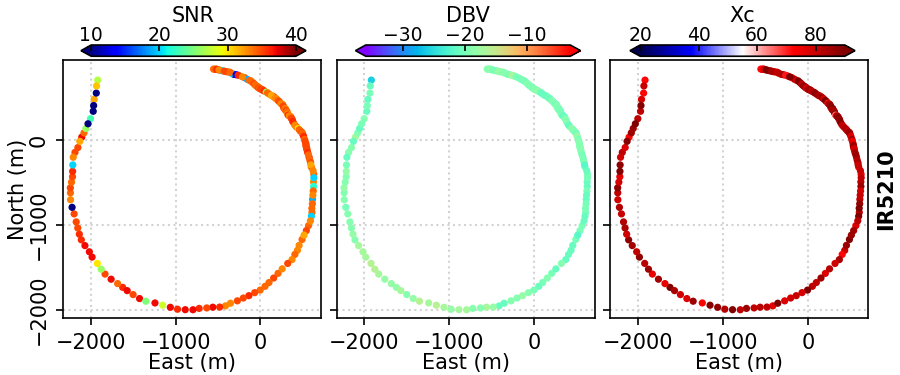 SNR DBV Xc
10 20 30 40 −30 −20 −10 20 40 60 80
North (m)
0
−1000
−2000
IR5210
−2000 −1000 0 −2000 −1000 0 −2000 −1000 0
East (m) East (m) East (m)